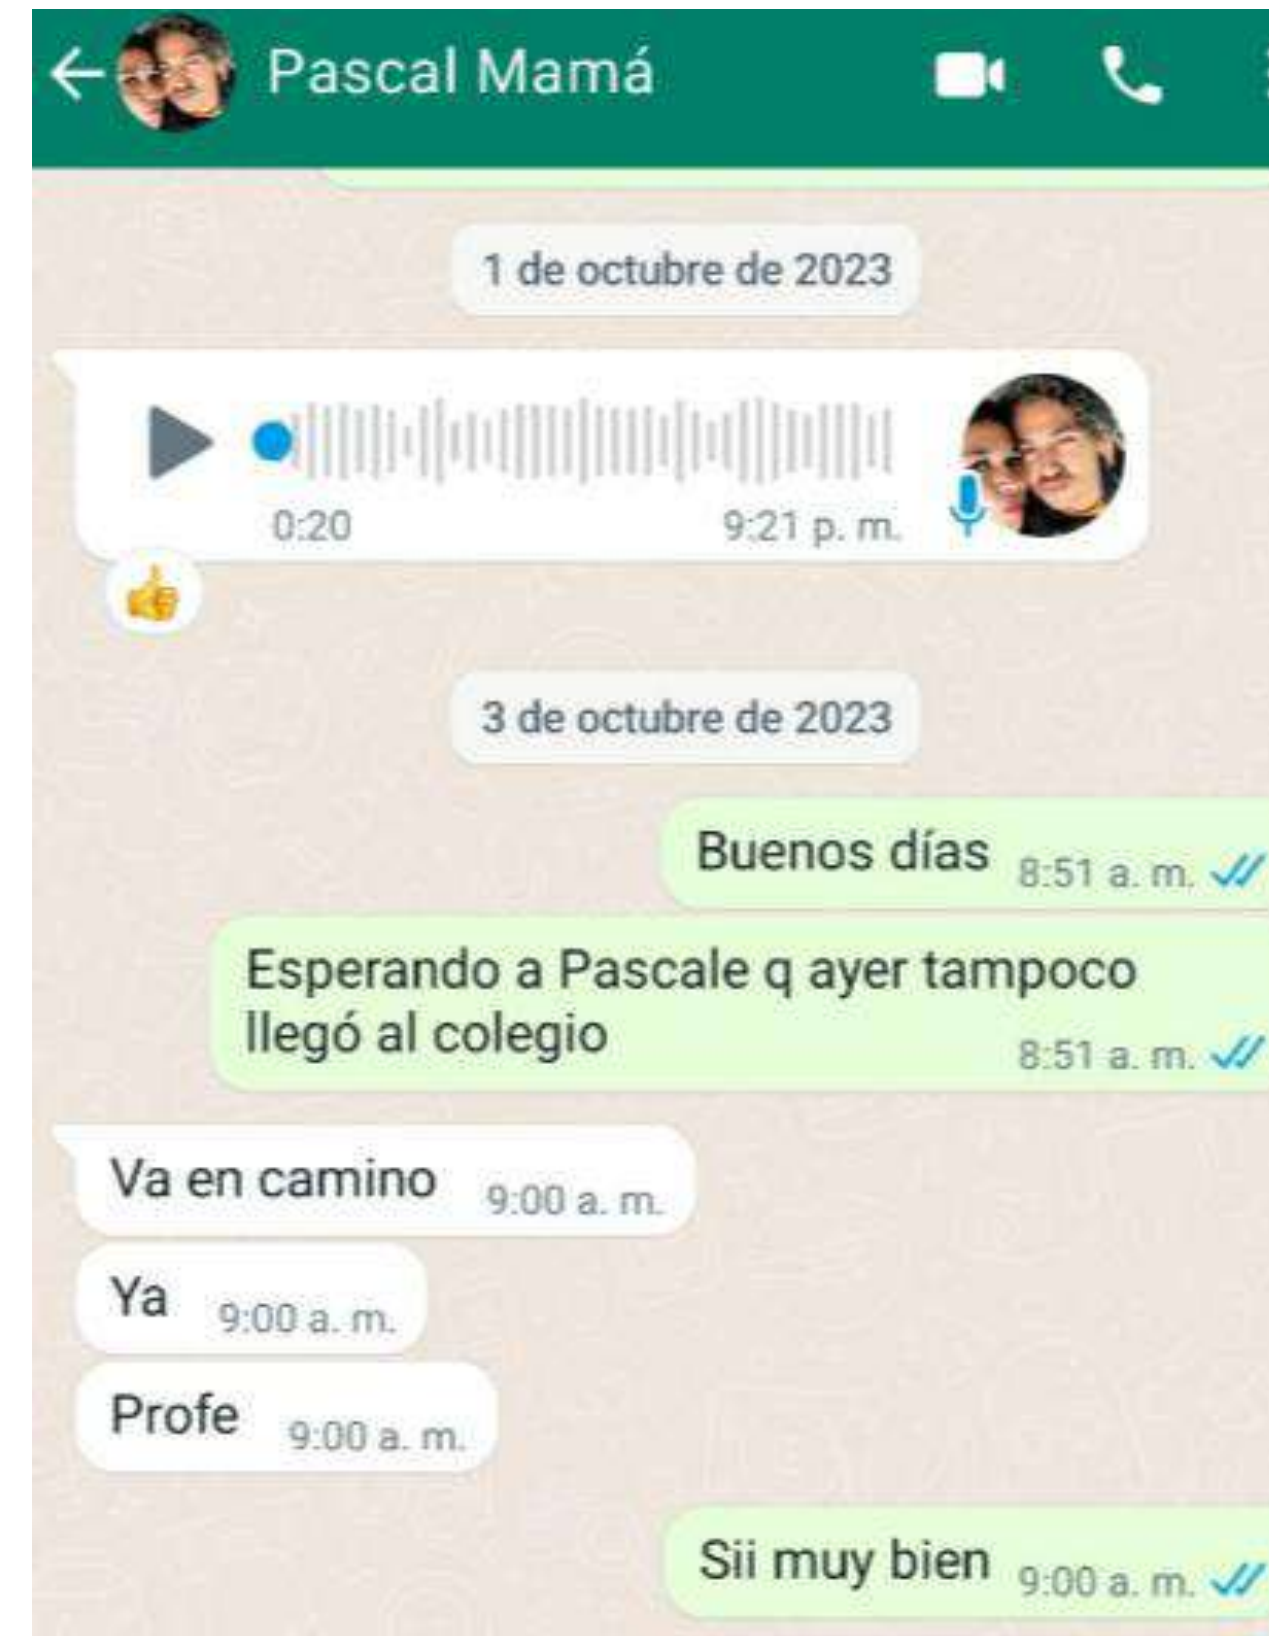 Pascal Mamá
1 de octubre de 2023
0:20 9:21 p. m.
3 de octubre de 2023
Buenos días 8:51 a. m.
Esperando a Pascale q ayer tampoco
llegó al colegio 8:51 a. m.
Va en camino 9:00 a. m.
Ya 9:00 a. m.
Profe 9:00 a. m.
Sii muy bien 9:00 a. m.